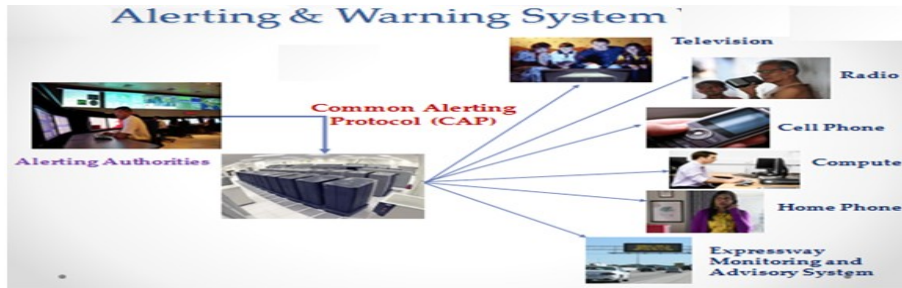 Alerting & Warning System
Television
Radio
Common Alerting
Protocol (CAP)
Cell Phone
Alerting Authorities
Compute
Home Phone
Expressway
Monitoring and
Advisory System